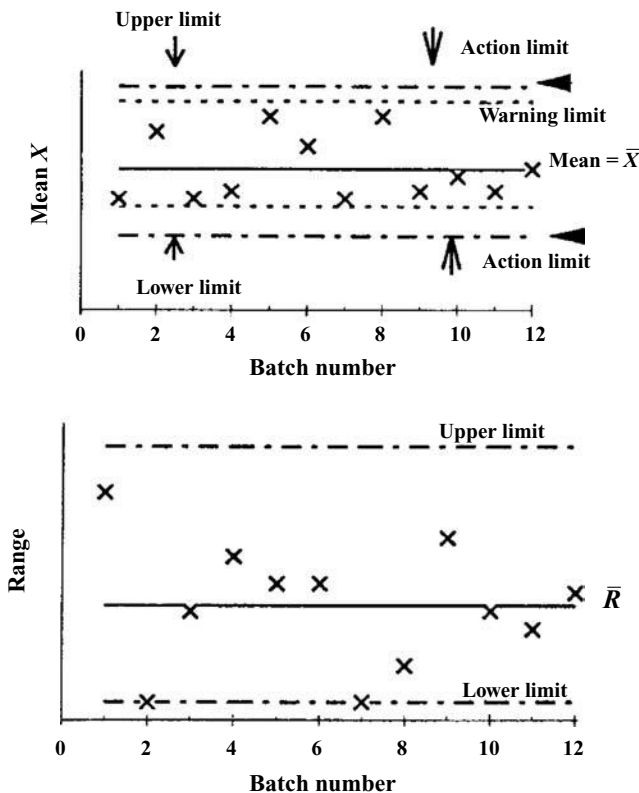 Upper limit
Action limit
Warning limit
Mean = X̄
Mean X
Lower limit
Action limit
0 2 4 6 8 10 12
Batch number
Upper limit
Range
R̄
Lower limit
0 2 4 6 8 10 12
Batch number